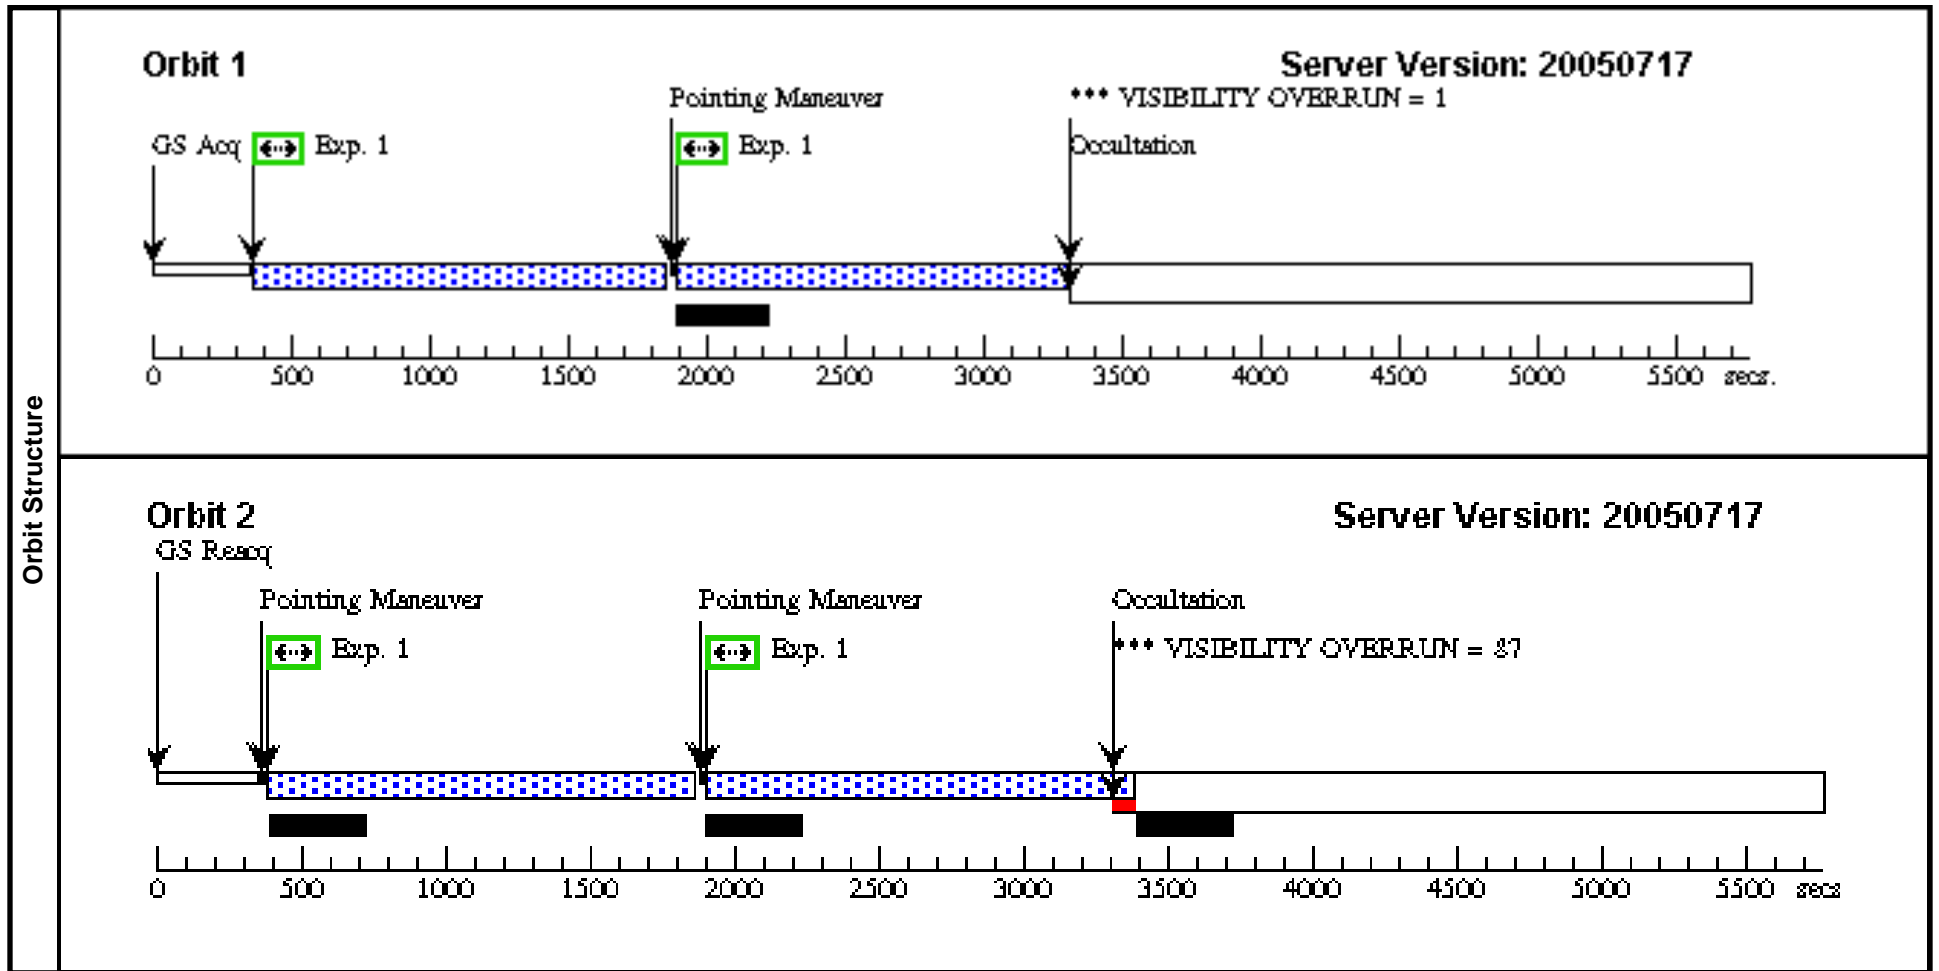 Orbit Structure
Orbit 1
Server Version: 20050717
Pointing Maneuver
*** VISIBILITY OVERRUN = 1
GS Acq
Exp. 1
Exp. 1
Occultation
0 500 1000 1500 2000 2500 3000 3500 4000 4500 5000 5500 secs.
Orbit 2
Server Version: 20050717
GS Reacq
Pointing Maneuver
Pointing Maneuver
Occultation
Exp. 1
Exp. 1
*** VISIBILITY OVERRUN = 87
0 500 1000 1500 2000 2500 3000 3500 4000 4500 5000 5500 secs